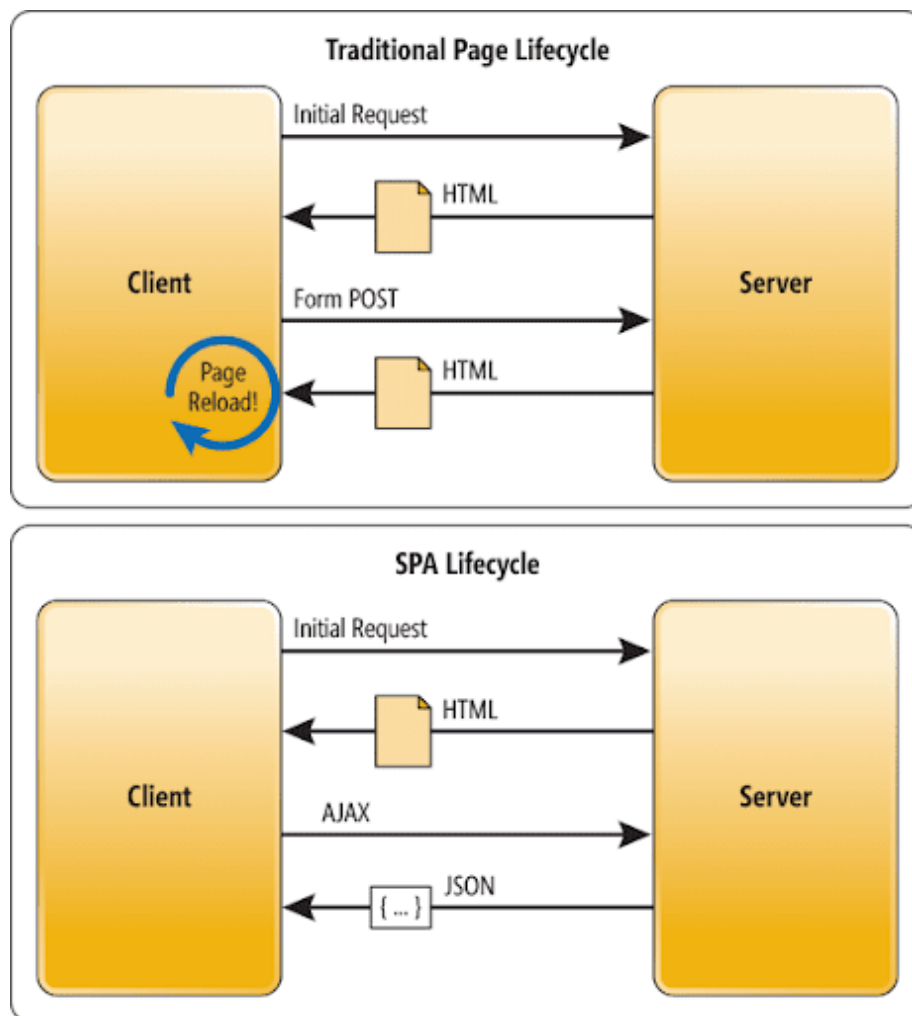 Traditional Page Lifecycle
Initial Request
HTML
Client
Server
Form POST
HTML
Page
Reload!
SPA Lifecycle
Initial Request
HTML
Client
Server
AJAX
JSON
{ ... }